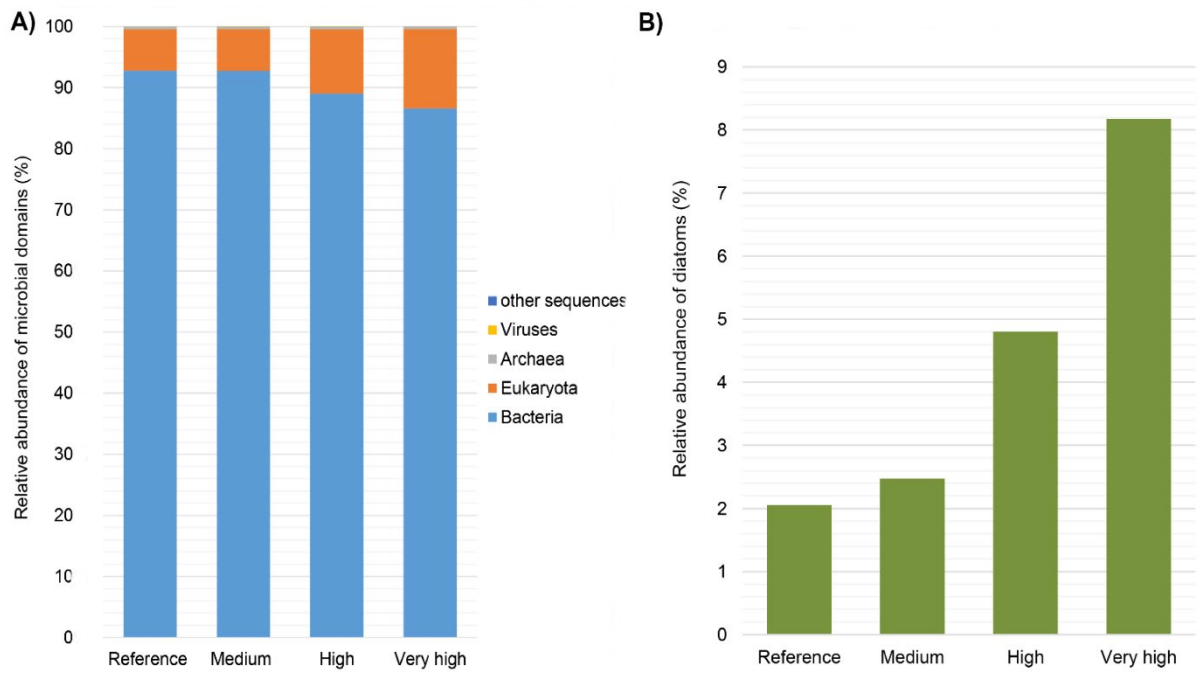 A)
Relative abundance of microbial domains (%)
100
90
80
70
60
50
40
30
20
10
0
Reference Medium High Very high
other sequences
Viruses
Archaea
Eukaryota
Bacteria
B)
Relative abundance of diatoms (%)
9
8
7
6
5
4
3
2
1
0
Reference Medium High Very high